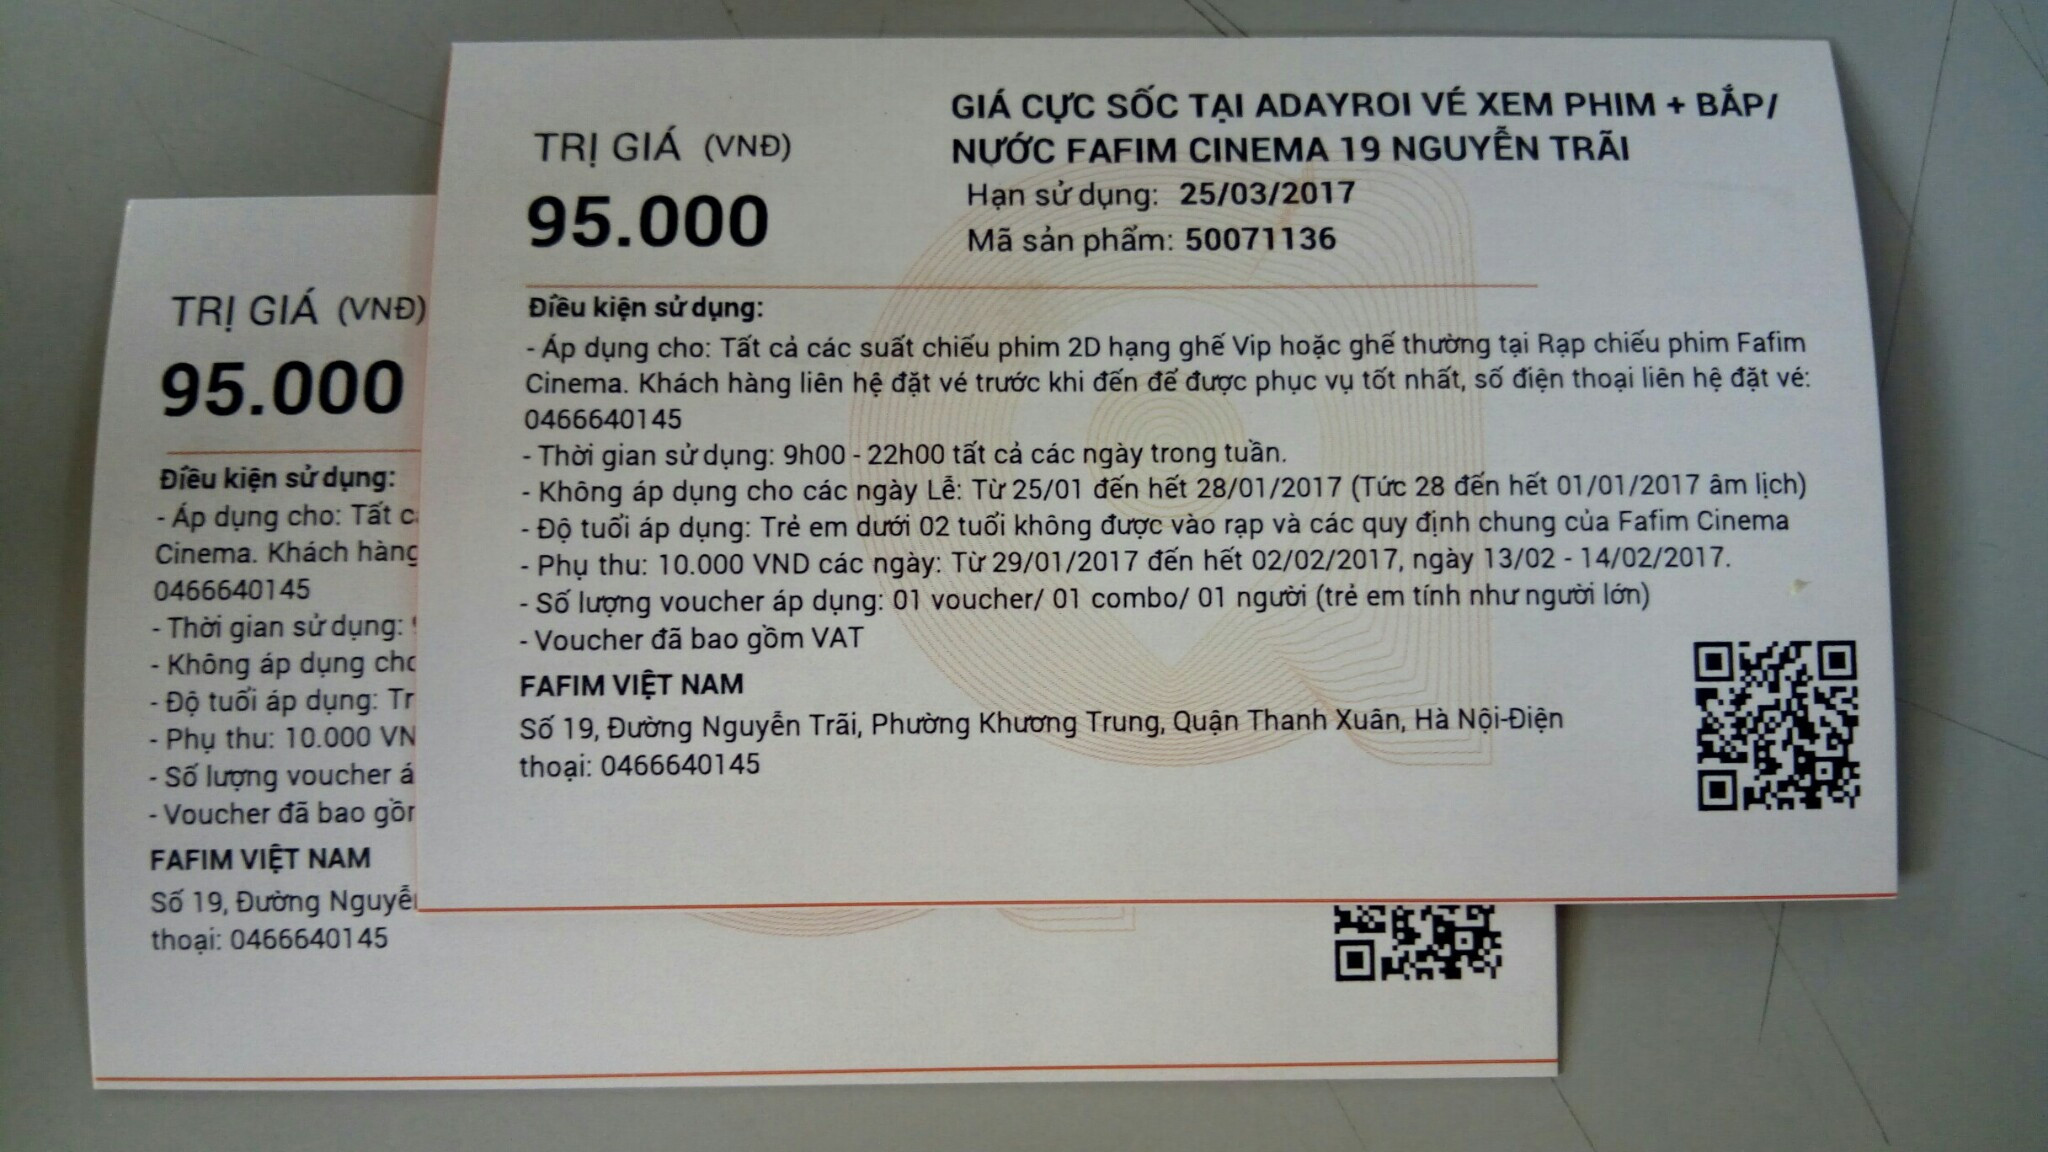 TRỊ GIÁ (VNĐ)
95.000
GIÁ CỰC SỐC TẠI ADAYROI VÉ XEM PHIM + BẮP/
NƯỚC FAFIM CINEMA 19 NGUYỄN TRÃI
Hạn sử dụng: 25/03/2017
Mã sản phẩm: 50071136
Điều kiện sử dụng:
- Áp dụng cho: Tất cả các suất chiếu phim 2D hạng ghế Vip hoặc ghế thường tại Rạp chiếu phim Fafim
Cinema. Khách hàng liên hệ đặt vé trước khi đến để được phục vụ tốt nhất, số điện thoại liên hệ đặt vé:
0466640145
- Thời gian sử dụng: 9h00 - 22h00 tất cả các ngày trong tuần.
- Không áp dụng cho các ngày Lễ: Từ 25/01 đến hết 28/01/2017 (Tức 28 đến hết 01/01/2017 âm lịch)
- Độ tuổi áp dụng: Trẻ em dưới 02 tuổi không được vào rạp và các quy định chung của Fafim Cinema
- Phụ thu: 10.000 VND các ngày: Từ 29/01/2017 đến hết 02/02/2017, ngày 13/02 - 14/02/2017.
- Số lượng voucher áp dụng: 01 voucher/ 01 combo/ 01 người (trẻ em tính như người lớn)
- Voucher đã bao gồm VAT
FAFIM VIỆT NAM
Số 19, Đường Nguyễn Trãi, Phường Khương Trung, Quận Thanh Xuân, Hà Nội-Điện
thoại: 0466640145
TRỊ GIÁ (VNĐ)
95.000
Điều kiện sử dụng:
- Áp dụng cho: Tất
Cinema. Khách hàng
0466640145
- Thời gian sử dụng:
- Không áp dụng
- Độ tuổi áp dụng: Tr
- Phụ thu: 10.000 VN
- Số lượng voucher á
- Voucher đã bao
FAFIM VIỆT NAM
Số 19, Đường
thoại: 0466640145